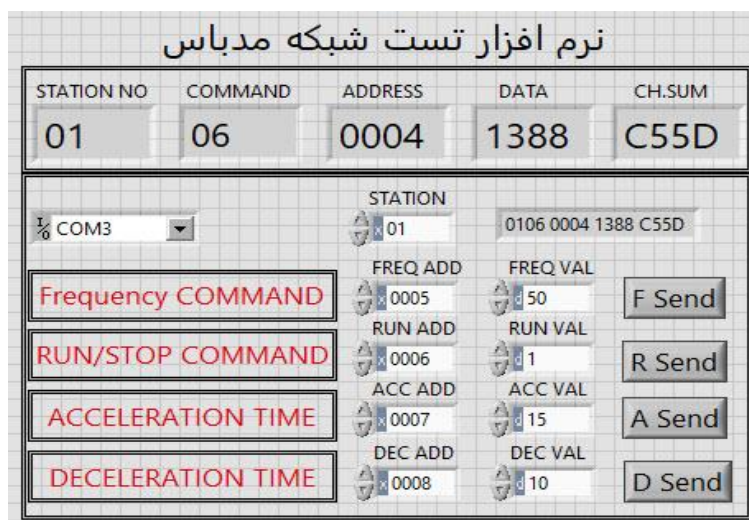 نرم افزار تست شبکه مدباس
STATION NO COMMAND ADDRESS DATA CH.SUM
01 06 0004 1388 C55D
STATION
I/O COM3 x 01 0106 0004 1388 C55D
FREQ ADD FREQ VAL
Frequency COMMAND x 0005 d 50 F Send
RUN ADD RUN VAL
RUN/STOP COMMAND x 0006 d 1 R Send
ACC ADD ACC VAL
ACCELERATION TIME x 0007 d 15 A Send
DEC ADD DEC VAL
DECELERATION TIME x 0008 d 10 D Send